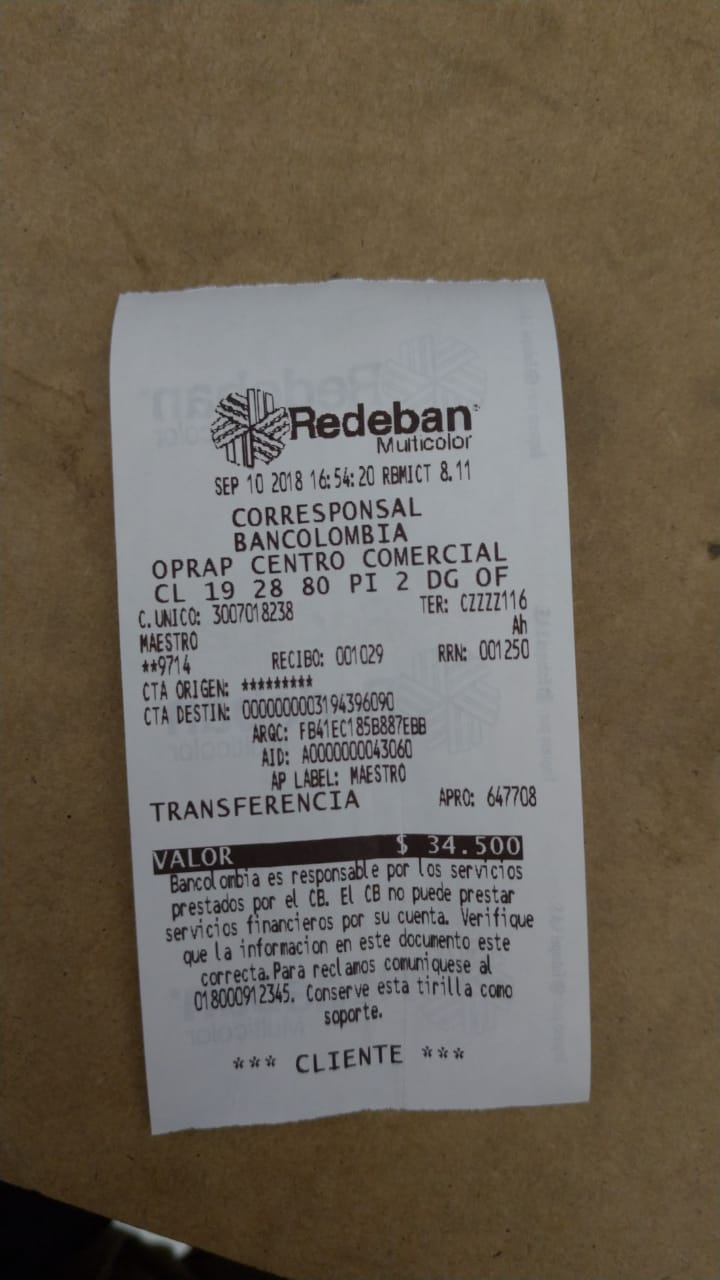 Redeban
Multicolor
SEP 10 2018 16:54:20 RBMICT 8.11
CORRESPONSAL
BANCOLOMBIA
OPRAP CENTRO COMERCIAL
CL 19 28 80 PI 2 DG OF
C.UNICO: 3007018238 TER: CZZZZ116
MAESTRO Ah
**9714 RECIBO: 001029 RRN: 001250
CTA ORIGEN: *********
CTA DESTIN: 0000000003194396090
ARQC: FB41EC185B887EBB
AID: A0000000043060
AP LABEL: MAESTRO
TRANSFERENCIA APRO: 647708
VALOR $ 34.500
Bancolombia es responsable por los servicios
prestados por el CB. El CB no puede prestar
servicios financieros por su cuenta. Verifique
que la informacion en este documento este
correcta.Para reclamos comuniquese al
018000912345. Conserve esta tirilla como
soporte.
*** CLIENTE ***